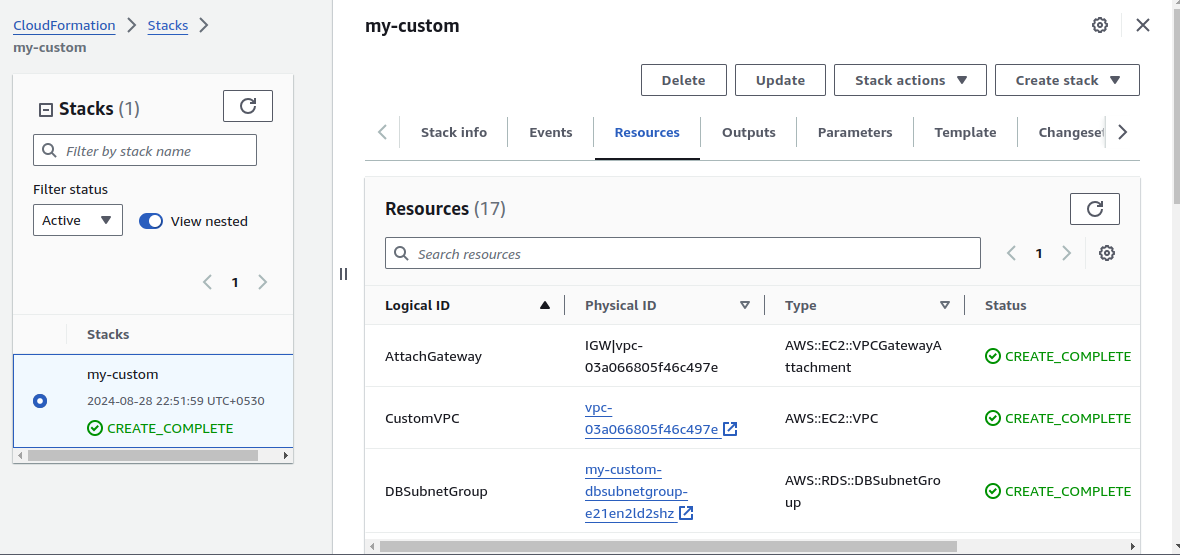 CloudFormation > Stacks >
my-custom
Stacks (1)
Filter by stack name
Filter status
Active
View nested
1
Stacks
my-custom
2024-08-28 22:51:59 UTC+0530
CREATE_COMPLETE
my-custom
Delete Update Stack actions Create stack
Stack info Events Resources Outputs Parameters Template Changeset
Resources (17)
Search resources
1
Logical ID Physical ID Type Status
AttachGateway
IGW|vpc-
03a066805f46c497e
AWS::EC2::VPCGatewayA
ttachment
CREATE_COMPLETE
CustomVPC
vpc-
03a066805f46c497e
AWS::EC2::VPC
CREATE_COMPLETE
DBSubnetGroup
my-custom-
dbsubnetgroup-
e21en2ld2shz
AWS::RDS::DBSubnetGro
up
CREATE_COMPLETE